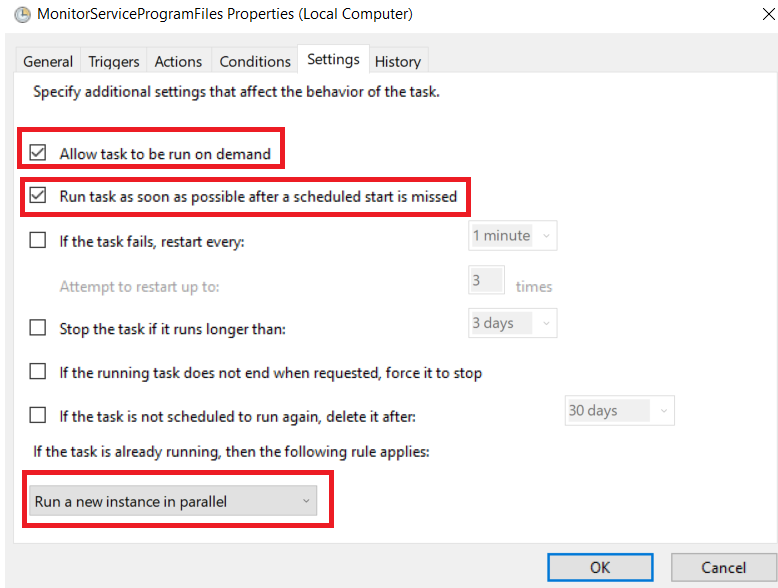 MonitorServiceProgramFiles Properties (Local Computer)
General Triggers Actions Conditions Settings History
Specify additional settings that affect the behavior of the task.
Allow task to be run on demand
Run task as soon as possible after a scheduled start is missed
If the task fails, restart every: 1 minute
Attempt to restart up to: 3 times
Stop the task if it runs longer than: 3 days
If the running task does not end when requested, force it to stop
If the task is not scheduled to run again, delete it after: 30 days
If the task is already running, then the following rule applies:
Run a new instance in parallel
OK Cancel